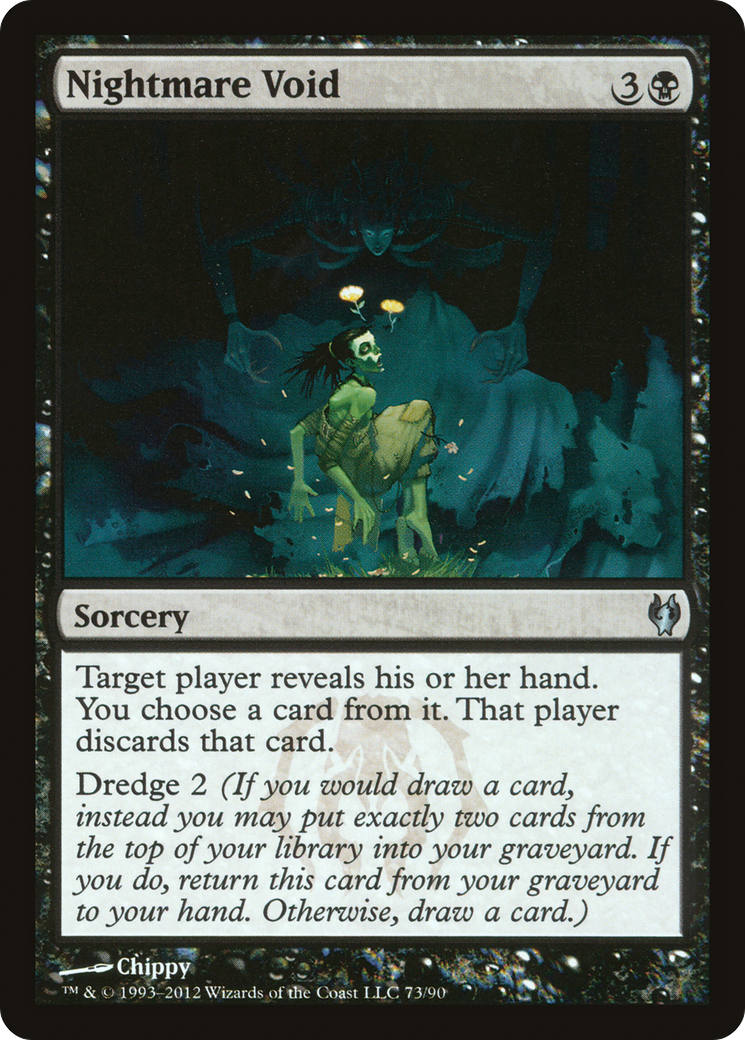 Nightmare Void 3
Sorcery
Target player reveals his or her hand.
You choose a card from it. That player
discards that card.
Dredge 2 (If you would draw a card,
instead you may put exactly two cards from
the top of your library into your graveyard. If
you do, return this card from your graveyard
to your hand. Otherwise, draw a card.)
Chippy
™ & © 1993–2012 Wizards of the Coast LLC 73/90